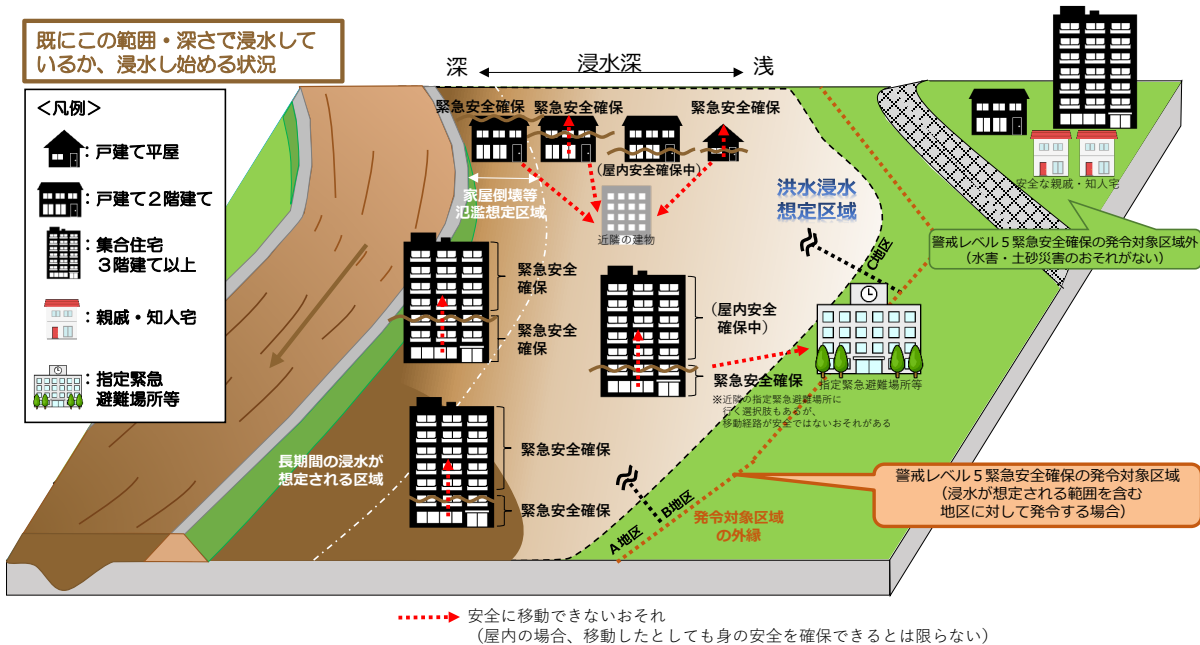 既にこの範囲・深さで浸水して
いるか、浸水し始める状況
＜凡例＞
：戸建て平屋
：戸建て２階建て
：集合住宅
３階建て以上
：親戚・知人宅
：指定緊急
避難場所等
深
浸水深
浅
緊急安全確保
緊急安全確保
緊急安全確保
（屋内安全確保中）
家屋倒壊等
氾濫想定区域
近隣の建物
洪水浸水
想定区域
安全な親戚・知人宅
警戒レベル５緊急安全確保の発令対象区域外
（水害・土砂災害のおそれがない）
C地区
緊急安全
確保
緊急安全
確保
（屋内安全
確保中）
緊急安全確保
※近隣の指定緊急避難場所に
行く選択肢もあるが、
移動経路が安全ではないおそれがある
指定緊急避難場所等
長期間の浸水が
想定される区域
緊急安全確保
緊急安全確保
A地区
B地区
発令対象区域
の外縁
警戒レベル５緊急安全確保の発令対象区域
（浸水が想定される範囲を含む
地区に対して発令する場合）
安全に移動できないおそれ
（屋内の場合、移動したとしても身の安全を確保できるとは限らない）